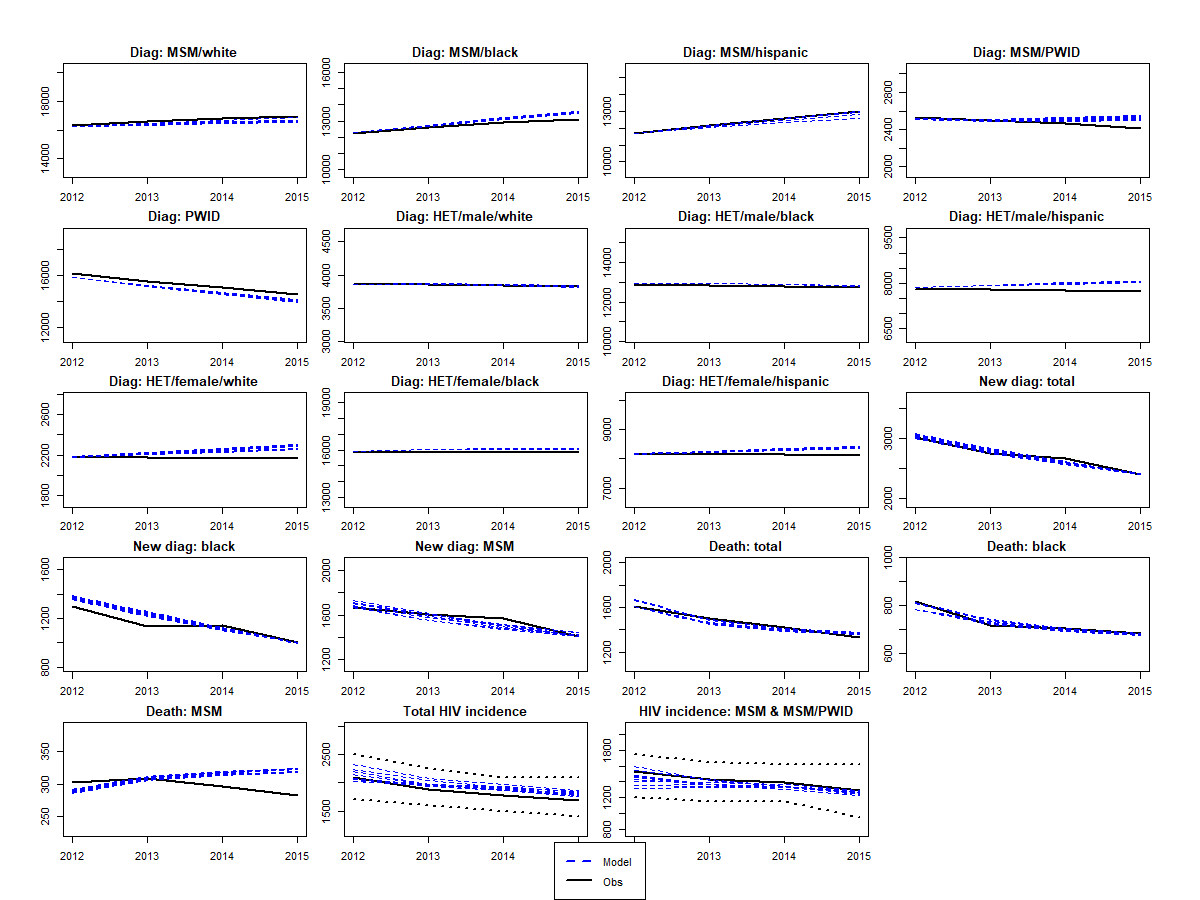 Diag: MSM/white
18000
14000
2012 2013 2014 2015
Diag: MSM/black
16000
13000
10000
2012 2013 2014 2015
Diag: MSM/hispanic
13000
10000
2012 2013 2014 2015
Diag: MSM/PWID
2800
2400
2000
2012 2013 2014 2015
Diag: PWID
16000
12000
2012 2013 2014 2015
Diag: HET/male/white
4500
4000
3500
3000
2012 2013 2014 2015
Diag: HET/male/black
14000
12000
10000
2012 2013 2014 2015
Diag: HET/male/hispanic
9500
8000
6500
2012 2013 2014 2015
Diag: HET/female/white
2600
2200
1800
2012 2013 2014 2015
Diag: HET/female/black
19000
16000
13000
2012 2013 2014 2015
Diag: HET/female/hispanic
9000
7000
2012 2013 2014 2015
New diag: total
3000
2000
2012 2013 2014 2015
New diag: black
1600
1200
800
2012 2013 2014 2015
New diag: MSM
2000
1600
1200
2012 2013 2014 2015
Death: total
2000
1600
1200
2012 2013 2014 2015
Death: black
1000
800
600
2012 2013 2014 2015
Death: MSM
350
300
250
2012 2013 2014 2015
Total HIV incidence
2500
1500
2012 2013 2014
HIV incidence: MSM & MSM/PWID
1800
1200
800
2013 2014 2015
Model
Obs